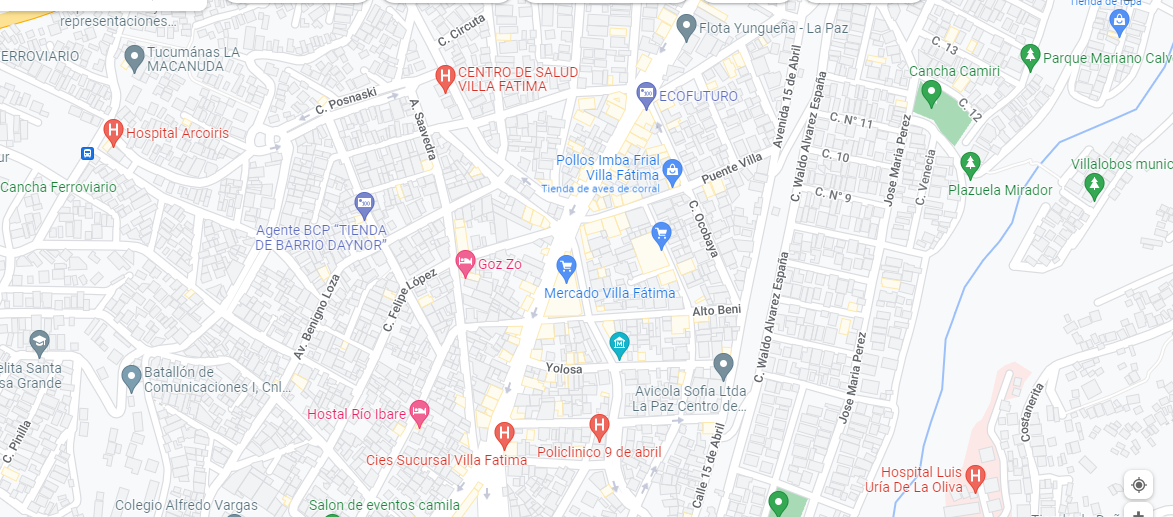 representaciones...
Tienda de ropa
FERROVIARIO
Tucumánas LA
MACANUDA
C. Circuta
Flota Yungueña - La Paz
C. 13
Parque Mariano Calv
CENTRO DE SALUD
VILLA FATIMA
Cancha Camiri
C. Posnaski
ECOFUTURO
C. 12
Avenida 15 de Abril
C. Waldo Alvarez España
C. N° 11
Hospital Arcoiris
A. Saavedra
C. 10
Jose Maria Perez
C. Venecia
Pollos Imba Frial
Villa Fátima
Tienda de aves de corral
Puente Villa
Villalobos munic
Plazuela Mirador
Cancha Ferroviario
C. N° 9
C. Ocobaya
Agente BCP “TIENDA
DE BARRIO DAYNOR”
Goz Zo
C. Felipe López
Av. Benigno Loza
Mercado Villa Fátima
C. Waldo Alvarez España
Alto Beni
Jose Maria Perez
elita Santa
sa Grande
Batallón de
Comunicaciones I, Cnl...
Yolosa
Avicola Sofia Ltda
La Paz Centro de...
Hostal Río Ibare
Costanerita
C. Pinilla
Cies Sucursal Villa Fatima
Policlinico 9 de abril
Calle 15 de Abril
Hospital Luis
Uría De La Oliva
Colegio Alfredo Vargas
Salon de eventos camila